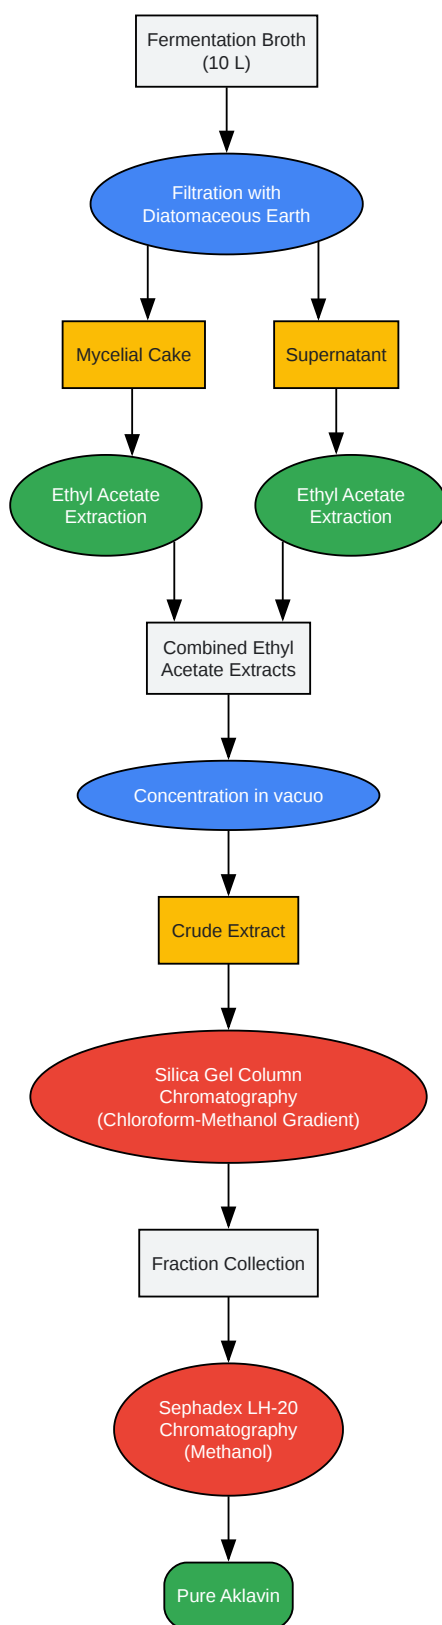 Fermentation Broth
(10 L)
Filtration with
Diatomaceous Earth
Mycelial Cake
Supernatant
Ethyl Acetate
Extraction
Ethyl Acetate
Extraction
Combined Ethyl
Acetate Extracts
Concentration in vacuo
Crude Extract
Silica Gel Column
Chromatography
(Chloroform-Methanol Gradient)
Fraction Collection
Sephadex LH-20
Chromatography
(Methanol)
Pure Aklavin